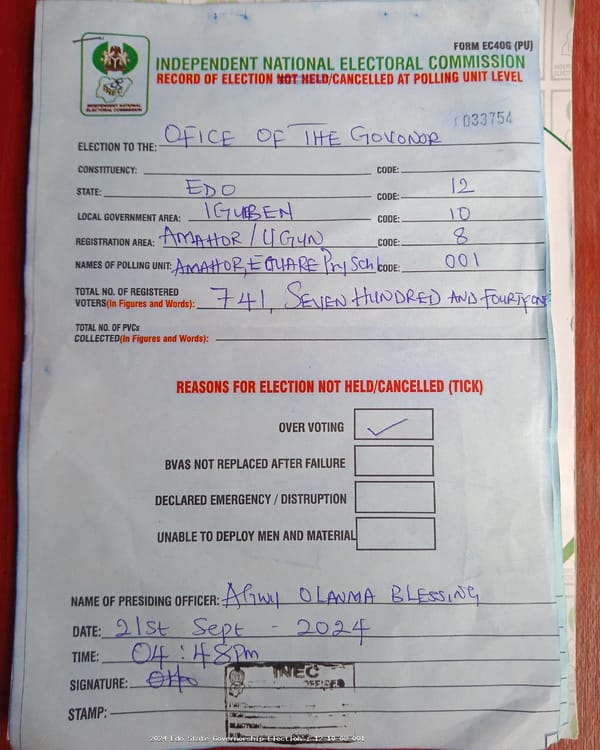 FORM EC40G (PU)
INDEPENDENT NATIONAL ELECTORAL COMMISSION
RECORD OF ELECTION NOT HELD/CANCELLED AT POLLING UNIT LEVEL
INDEPENDENT NATIONAL
ELECTORAL COMMISSION
033754
ELECTION TO THE: OFICE OF THE GOVONOR
CONSTITUENCY: CODE:
STATE: EDO CODE: 12
LOCAL GOVERNMENT AREA: IGUEBEN CODE: 10
REGISTRATION AREA: AMAHOR / UGUN CODE: 8
NAMES OF POLLING UNIT: AMAHOR, EGUARE Pry Schl CODE: 001
TOTAL NO. OF REGISTERED
VOTERS(In Figures and Words): 741, SEVEN HUNDRED AND FOURTY ONE
TOTAL NO. OF PVCs
COLLECTED(In Figures and Words):
REASONS FOR ELECTION NOT HELD/CANCELLED (TICK)
OVER VOTING ✓
BVAS NOT REPLACED AFTER FAILURE
DECLARED EMERGENCY / DISTRUPTION
UNABLE TO DEPLOY MEN AND MATERIAL
NAME OF PRESIDING OFFICER: AGWU OLANMA BLESSING
DATE: 21st Sept - 2024
TIME: 04:48pm
SIGNATURE:
STAMP:
INEC
2024 Edo State Governorship Election : 12-10-08-001